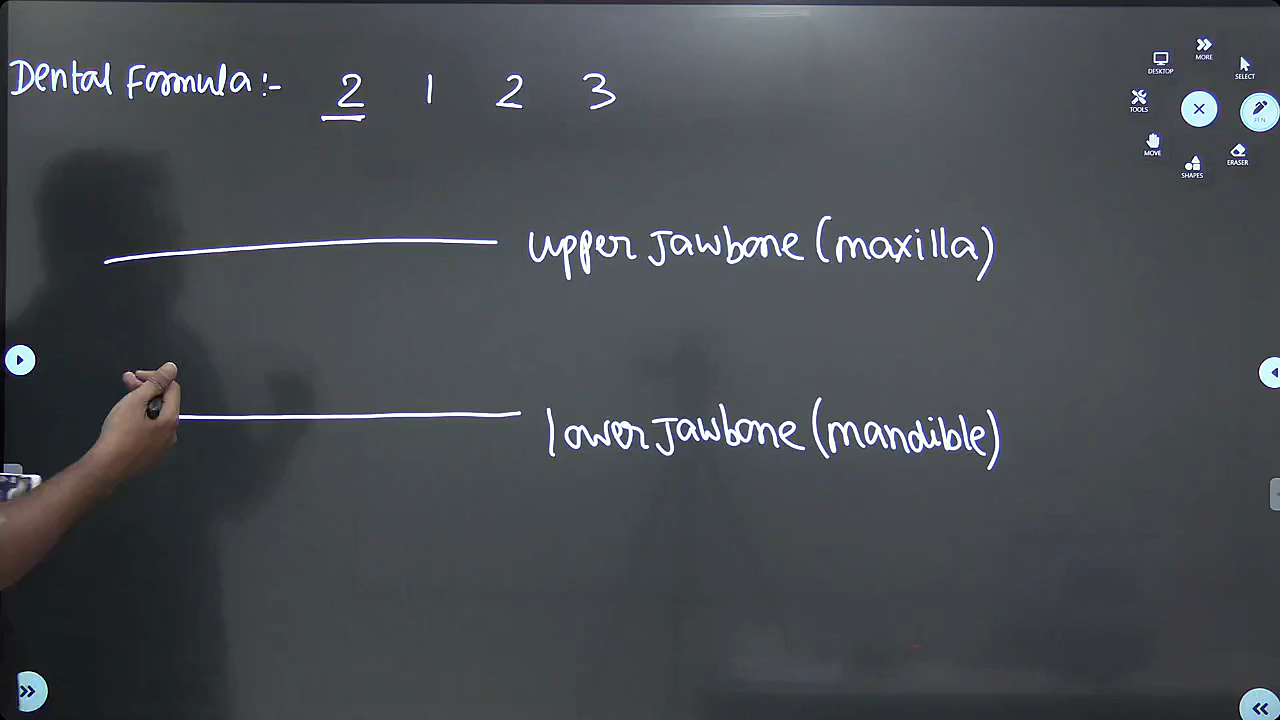 Dental Formula:- 2 1 2 3
upper Jawbone (maxilla)
lower Jawbone (mandible)
DESKTOP
MORE
SELECT
TOOLS
PEN
MOVE
SHAPES
ERASER